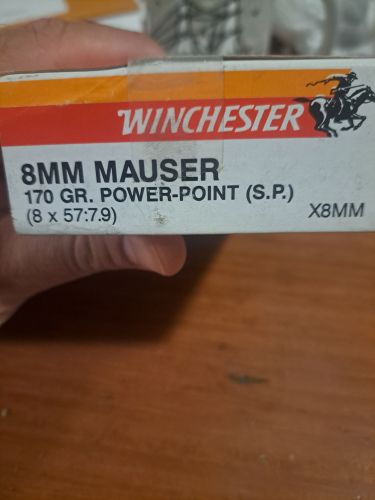 WINCHESTER
8MM MAUSER
170 GR. POWER-POINT (S.P.)
(8 x 57:7.9)
X8MM